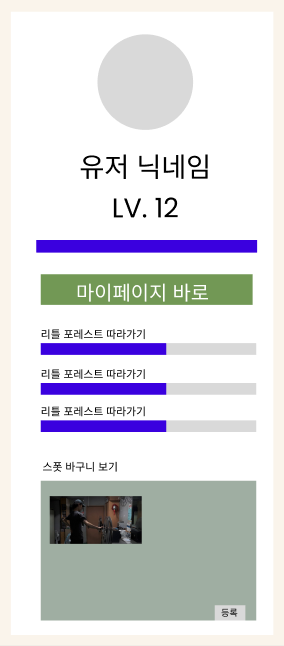 유저 닉네임
LV. 12
마이페이지 바로
리틀 포레스트 따라가기
리틀 포레스트 따라가기
리틀 포레스트 따라가기
스폿 바구니 보기
등록